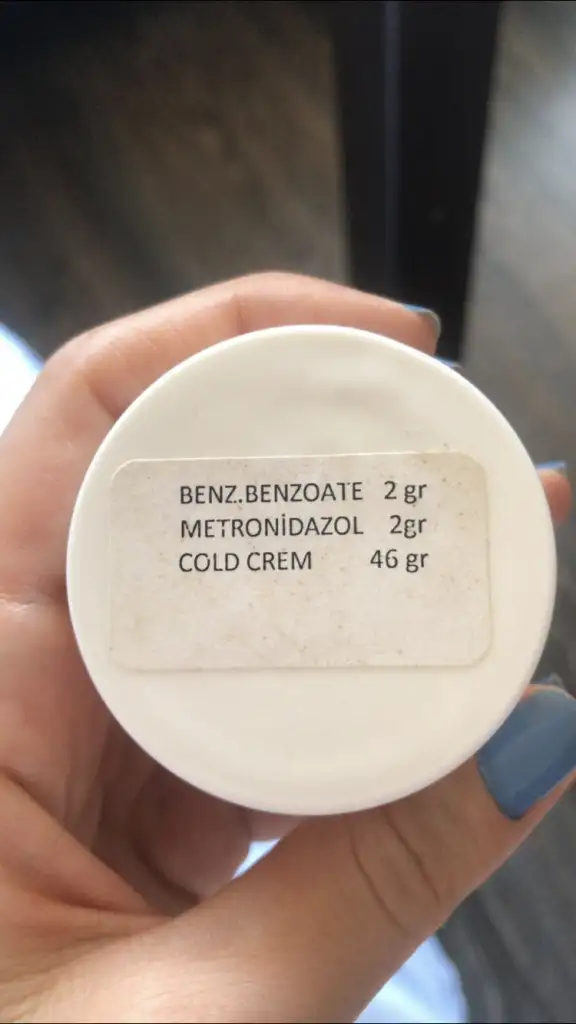 BENZ.BENZOATE 2 gr
METRONİDAZOL 2gr
COLD CREM 46 gr